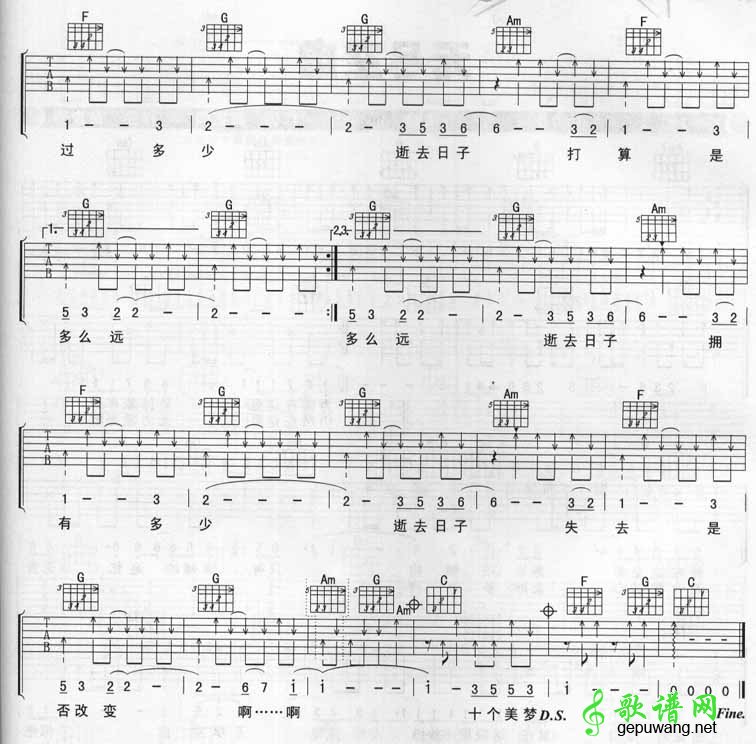 F G G Am F
T A B
1 - 3 2 - - 2 - 3 5 3 6 6 - 3 2 1 - 3
过 多 少 逝 去 日 子 打 算 是
1. G G 2,3. G G Am
T A B
5 3 2 2 - - 2 - - :‖ 5 3 2 2 - 2 - 3 5 3 6 6 - 3 2
多 么 远 多 么 远 逝 去 日 子 拥
F G G Am F
T A B
1 - 3 2 - - 2 - 3 5 3 6 6 - 3 2 1 - 3
有 多 少 逝 去 日 子 失 去 是
G G Am G Am C F G C
T A B
5 3 2 2 - 2 - 6 7 i i - - i - 3 5 3 5 i - - 0 0 0 0
否 改 变 啊……啊 十 个 美 梦 D.S. Fine.
歌谱网
gepuwang.net